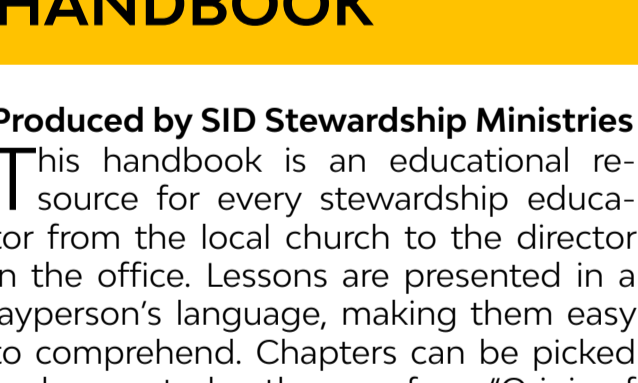 HANDBOOK
Produced by SID Stewardship Ministries
This handbook is an educational re-
source for every stewardship educa-
tor from the local church to the director
in the office. Lessons are presented in a
layperson’s language, making them easy
to comprehend. Chapters can be picked